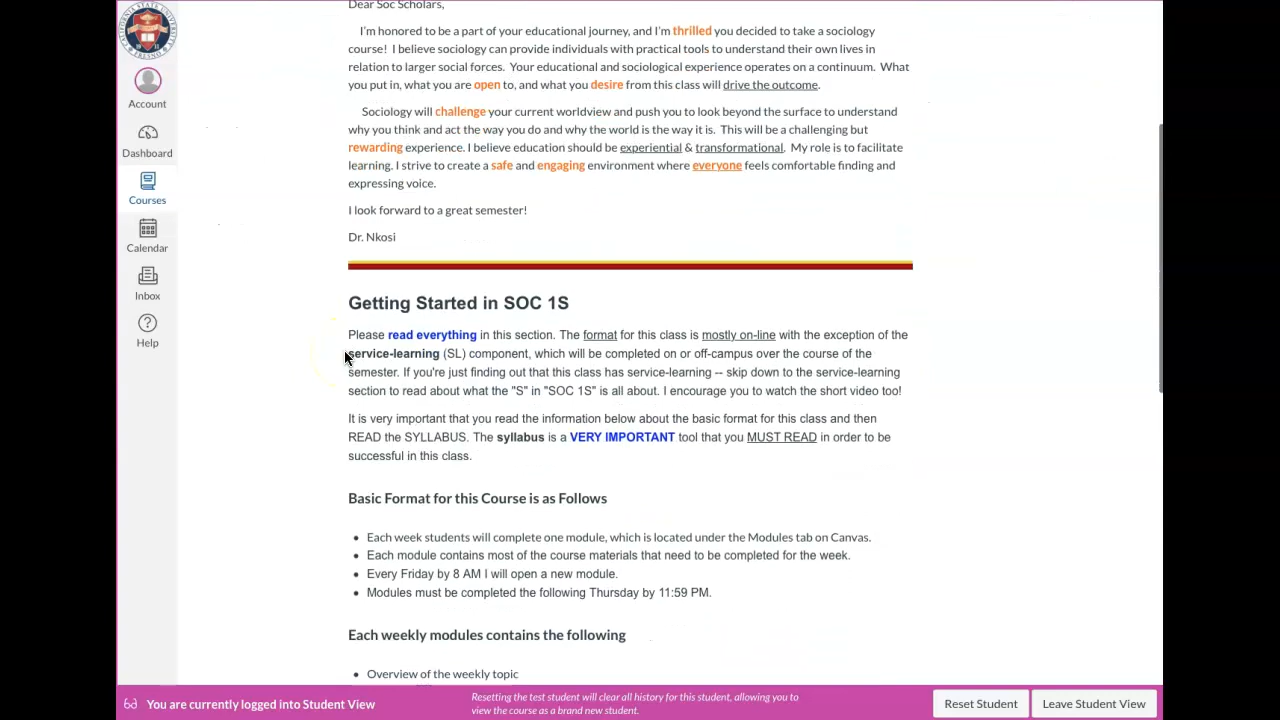 Dear Soc Scholars,
I'm honored to be a part of your educational journey, and I'm thrilled you decided to take a sociology
course! I believe sociology can provide individuals with practical tools to understand their own lives in
relation to larger social forces. Your educational and sociological experience operates on a continuum. What
you put in, what you are open to, and what you desire from this class will drive the outcome.
Sociology will challenge your current worldview and push you to look beyond the surface to understand
why you think and act the way you do and why the world is the way it is. This will be a challenging but
rewarding experience. I believe education should be experiential & transformational. My role is to facilitate
learning. I strive to create a safe and engaging environment where everyone feels comfortable finding and
expressing voice.
I look forward to a great semester!
Dr. Nkosi
Account
Dashboard
Courses
Calendar
Inbox
Help
Getting Started in SOC 1S
Please read everything in this section. The format for this class is mostly on-line with the exception of the
service-learning (SL) component, which will be completed on or off-campus over the course of the
semester. If you're just finding out that this class has service-learning -- skip down to the service-learning
section to read about what the "S" in "SOC 1S" is all about. I encourage you to watch the short video too!
It is very important that you read the information below about the basic format for this class and then
READ the SYLLABUS. The syllabus is a VERY IMPORTANT tool that you MUST READ in order to be
successful in this class.
Basic Format for this Course is as Follows
Each week students will complete one module, which is located under the Modules tab on Canvas.
Each module contains most of the course materials that need to be completed for the week.
Every Friday by 8 AM I will open a new module.
Modules must be completed the following Thursday by 11:59 PM.
Each weekly modules contains the following
Overview of the weekly topic
You are currently logged into Student View
Resetting the test student will clear all history for this student, allowing you to
view the course as a brand new student.
Reset Student
Leave Student View